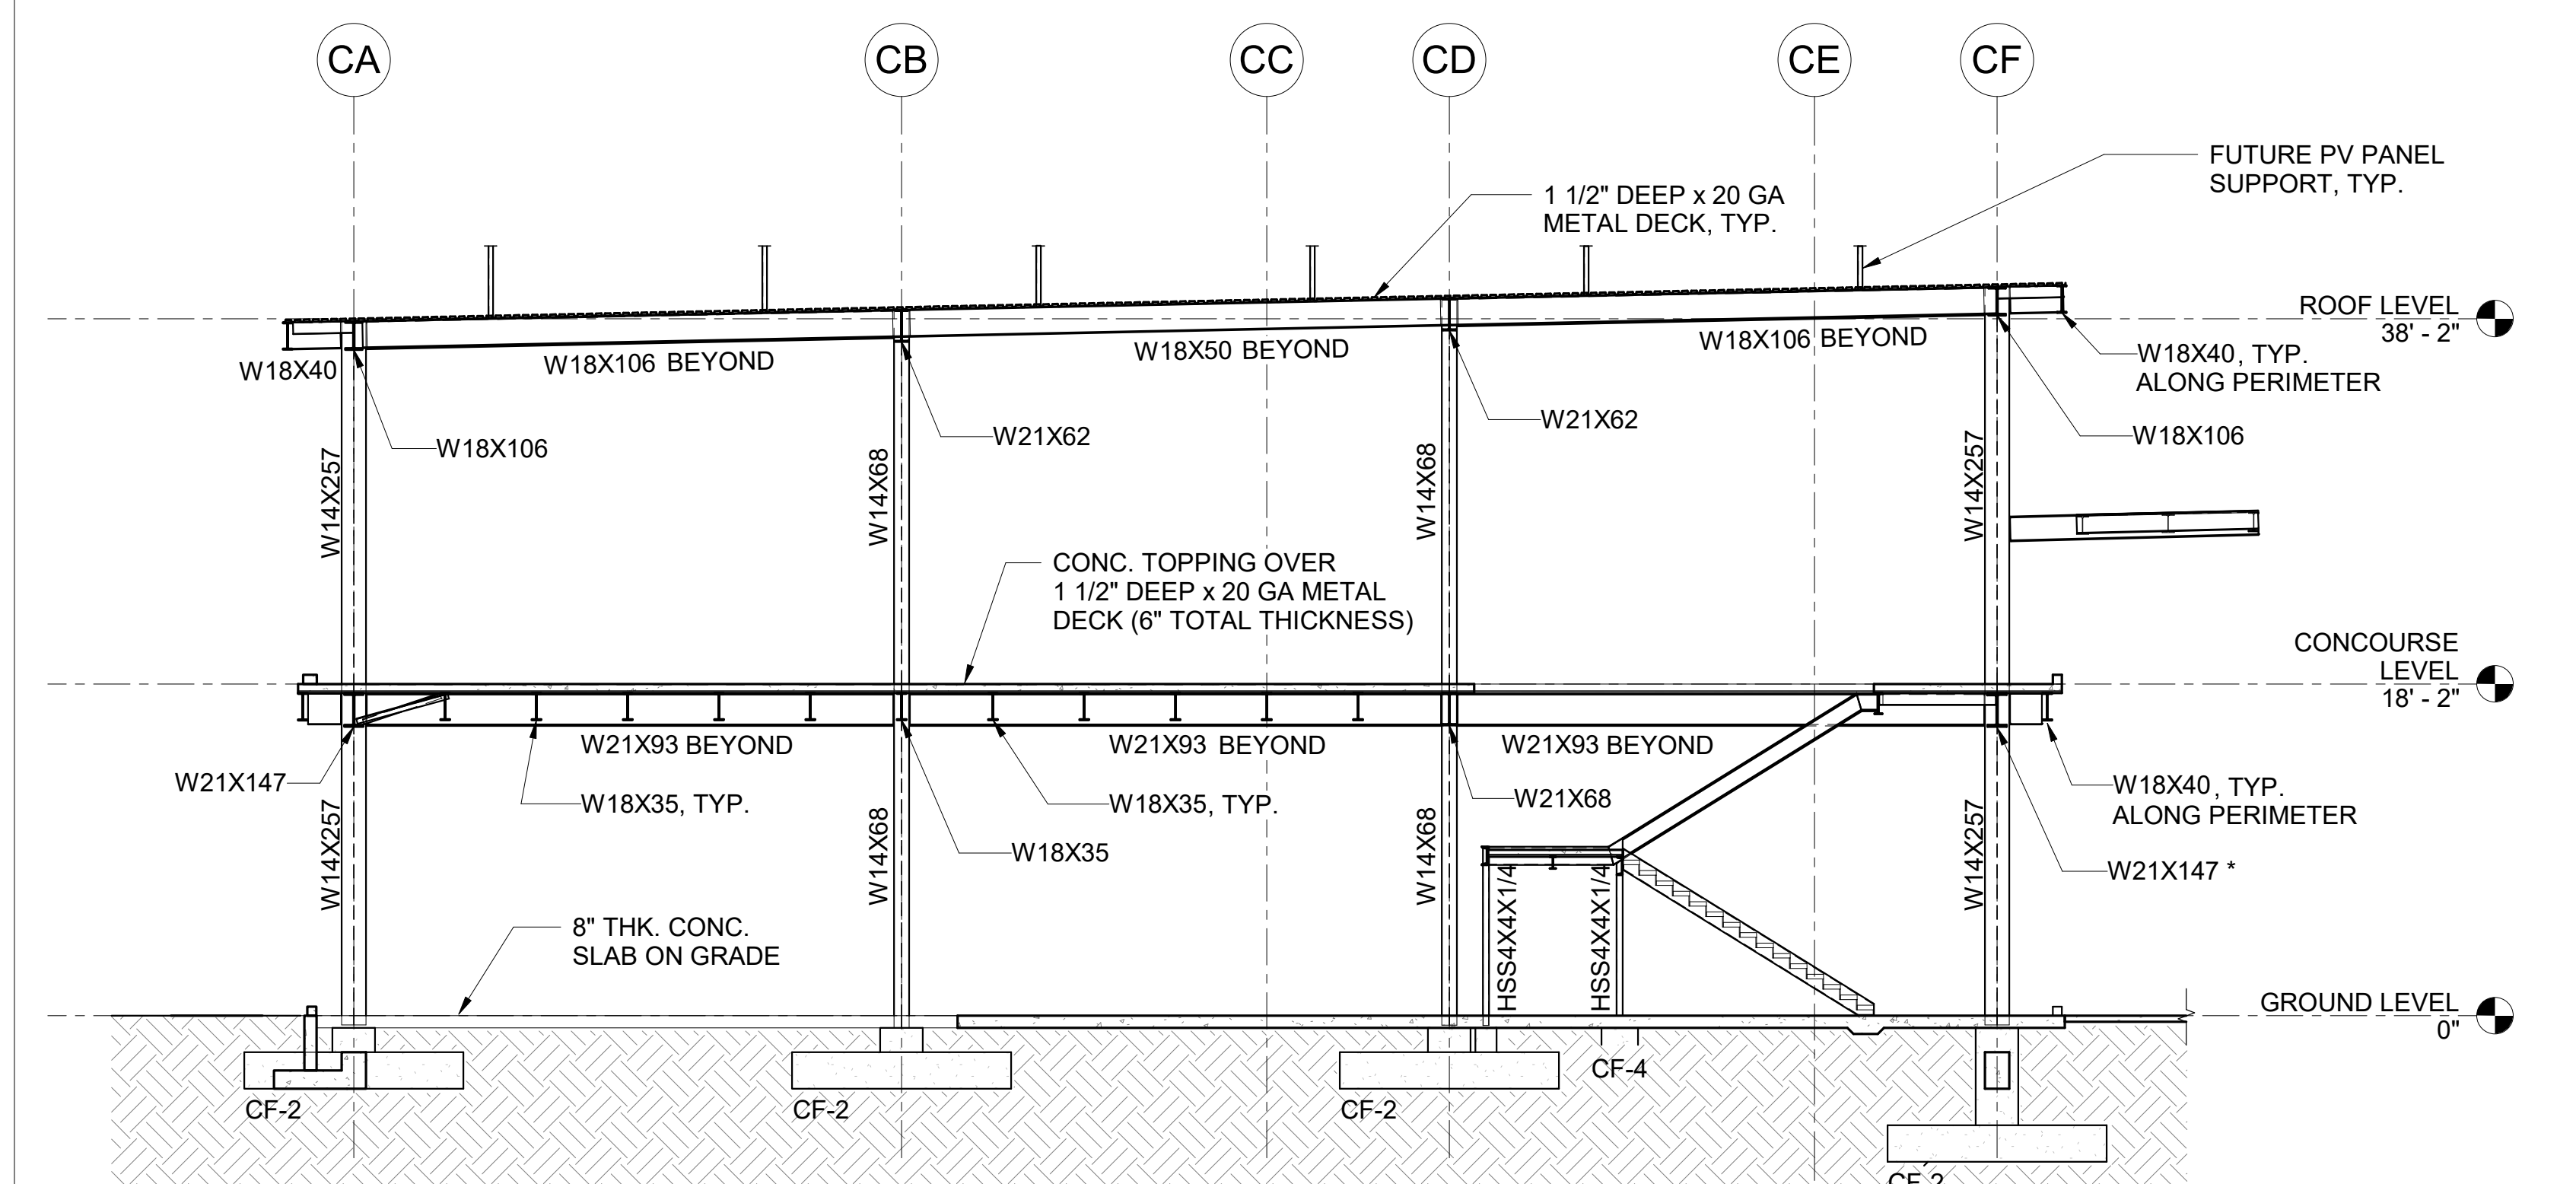 CA
CB
CC
CD
CE
CF
FUTURE PV PANEL
SUPPORT, TYP.
1 1/2" DEEP x 20 GA
METAL DECK, TYP.
ROOF LEVEL
38' - 2"
W18X40
W18X106 BEYOND
W18X50 BEYOND
W18X106 BEYOND
W18X40, TYP.
ALONG PERIMETER
W18X106
W21X62
W21X62
W18X106
W14X257
W14X68
W14X68
W14X257
CONC. TOPPING OVER
1 1/2" DEEP x 20 GA METAL
DECK (6" TOTAL THICKNESS)
CONCOURSE
LEVEL
18' - 2"
W21X93 BEYOND
W21X93 BEYOND
W21X93 BEYOND
W21X147
W18X35, TYP.
W18X35, TYP.
W21X68
W18X40, TYP.
ALONG PERIMETER
W18X35
W21X147 *
W14X257
W14X68
W14X68
HSS4X4X1/4
HSS4X4X1/4
W14X257
8" THK. CONC.
SLAB ON GRADE
GROUND LEVEL
0"
CF-4
CF-2
CF-2
CF-2
CF-2